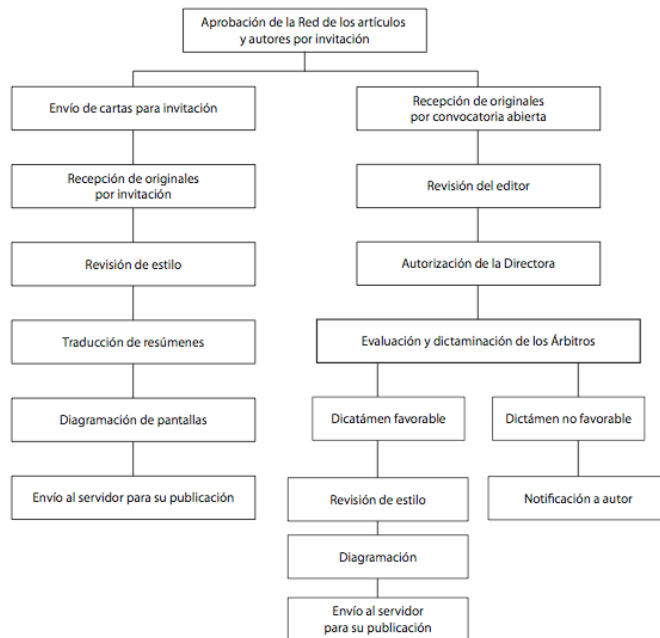 Aprobación de la Red de los artículos
y autores por invitación
Envío de cartas para invitación
Recepción de originales
por convocatoria abierta
Recepción de originales
por invitación
Revisión del editor
Revisión de estilo
Autorización de la Directora
Traducción de resúmenes
Evaluación y dictaminación de los Árbitros
Diagramación de pantallas
Dicatámen favorable
Dictámen no favorable
Envío al servidor para su publicación
Revisión de estilo
Notificación a autor
Diagramación
Envío al servidor
para su publicación